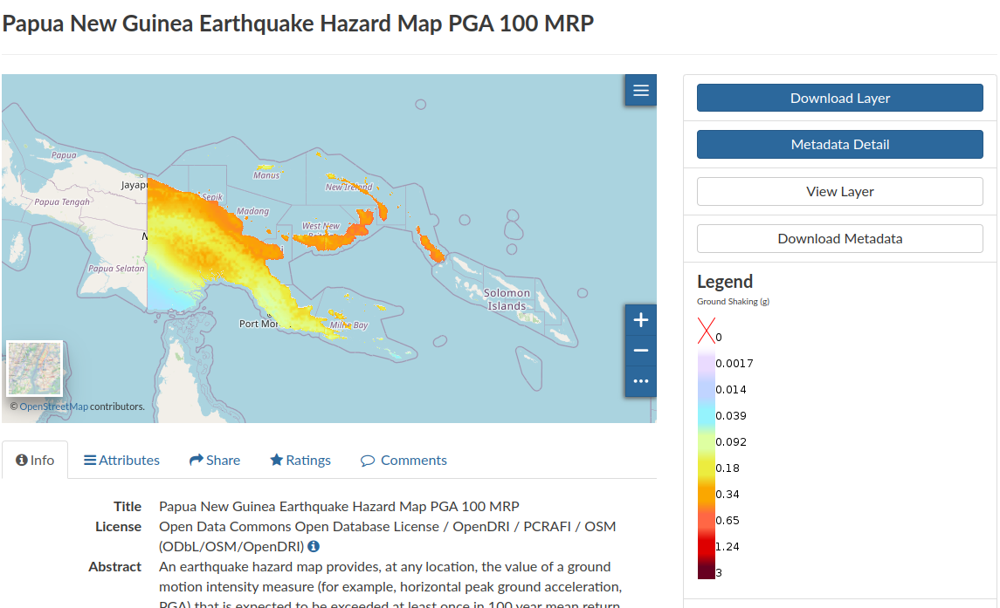 Papua New Guinea Earthquake Hazard Map PGA 100 MRP
Papua
Manus
Jayapu
New Ireland
Sepik
Papua Tengah
Madang
West New
Papua Selatan
Solomon
Islands
Port Mor
Milne Bay
© OpenStreetMap contributors.
Download Layer
Metadata Detail
View Layer
Download Metadata
Legend
Ground Shaking (g)
0
0.0017
0.014
0.039
0.092
0.18
0.34
0.65
1.24
3
Info
Attributes
Share
Ratings
Comments
Title Papua New Guinea Earthquake Hazard Map PGA 100 MRP
License Open Data Commons Open Database License / OpenDRI / PCRAFI / OSM
(ODbL/OSM/OpenDRI)
Abstract An earthquake hazard map provides, at any location, the value of a ground
motion intensity measure (for example, horizontal peak ground acceleration,
PGA) that is expected to be exceeded at least once in 100 year mean return